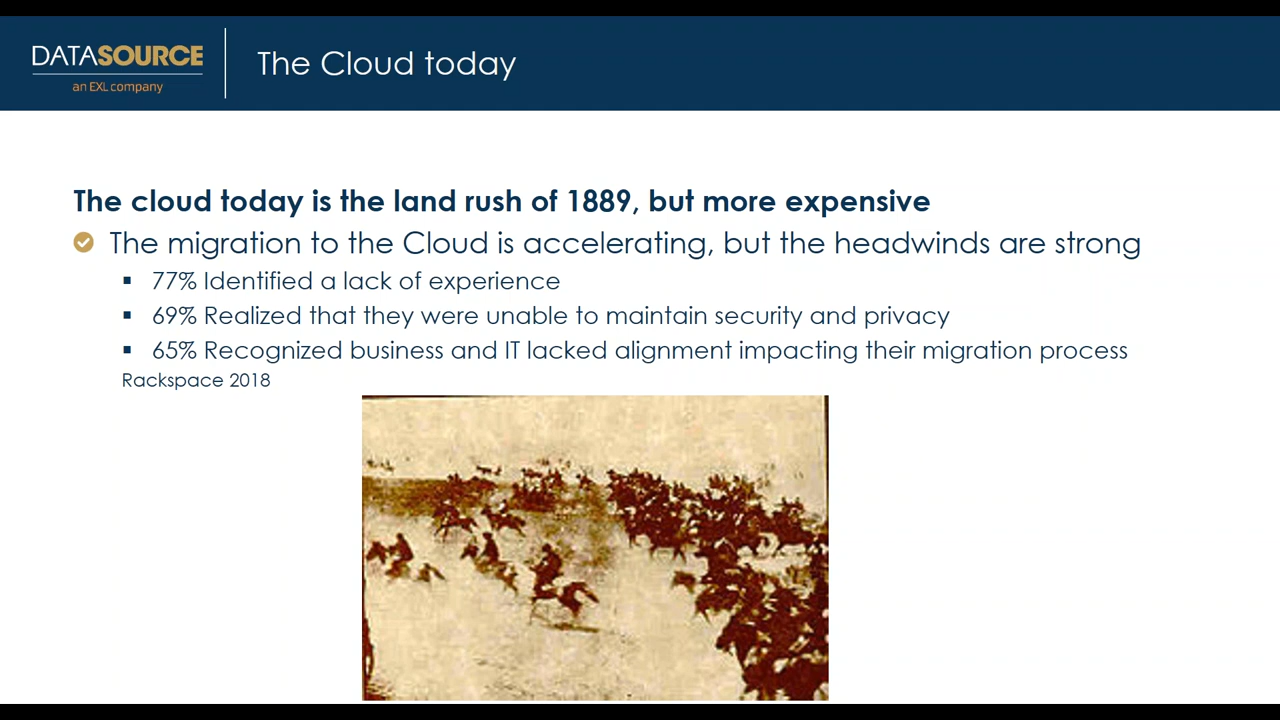 DATASOURCE
an EXL company
The Cloud today
The cloud today is the land rush of 1889, but more expensive
The migration to the Cloud is accelerating, but the headwinds are strong
77% Identified a lack of experience
69% Realized that they were unable to maintain security and privacy
65% Recognized business and IT lacked alignment impacting their migration process
Rackspace 2018